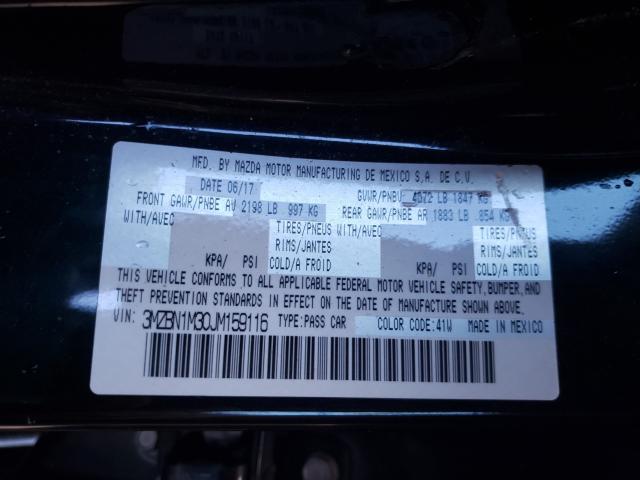 MFD. BY MAZDA MOTOR MANUFACTURING DE MEXICO S.A. DE C.V.
DATE 06/17 GVWR/PNBV 4072 LB 1847 KG
FRONT GAWR/PNBE AV 2198 LB 997 KG REAR GAWR/PNBE AR 1883 LB 854 KG
WITH/AVEC TIRES/PNEUS WITH/AVEC TIRES/PNEUS
RIMS/JANTES RIMS/JANTES
KPA/ PSI COLD/A FROID KPA/ PSI COLD/A FROID
THIS VEHICLE CONFORMS TO ALL APPLICABLE FEDERAL MOTOR VEHICLE SAFETY, BUMPER, AND
THEFT PREVENTION STANDARDS IN EFFECT ON THE DATE OF MANUFACTURE SHOWN ABOVE.
VIN: 3MZBN1M30JM159116 TYPE:PASS CAR COLOR CODE:41W MADE IN MEXICO